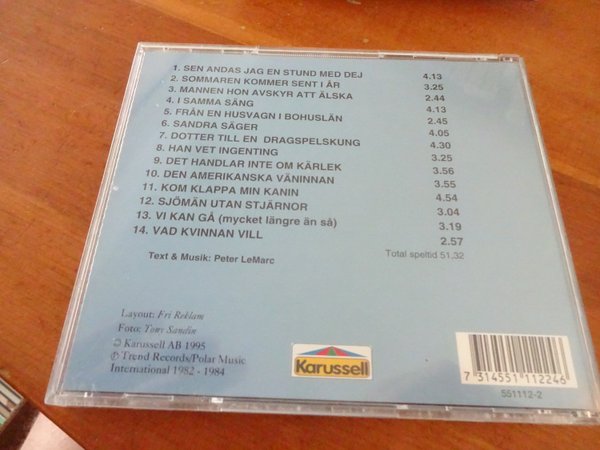 1. SEN ANDAS JAG EN STUND MED DEJ 4.13
2. SOMMAREN KOMMER SENT I ÅR 3.25
3. MANNEN HON AVSKYR ATT ÄLSKA 2.44
4. I SAMMA SÄNG 4.13
5. FRÅN EN HUSVAGN I BOHUSLÄN 2.45
6. SANDRA SÄGER 4.05
7. DOTTER TILL EN DRAGSPELSKUNG 4.30
8. HAN VET INGENTING 3.25
9. DET HANDLAR INTE OM KÄRLEK 3.56
10. DEN AMERIKANSKA VÄNINNAN 3.55
11. KOM KLAPPA MIN KANIN 4.54
12. SJÖMÄN UTAN STJÄRNOR 3.04
13. VI KAN GÅ (mycket längre än så) 3.19
14. VAD KVINNAN VILL 2.57
Text & Musik: Peter LeMarc Total speltid 51,32
Layout: Fri Reklam
Foto: Tony Sandin
© Karussell AB 1995
℗ Trend Records/Polar Music
International 1982 - 1984
Karussell
7 314551 112246
551112-2